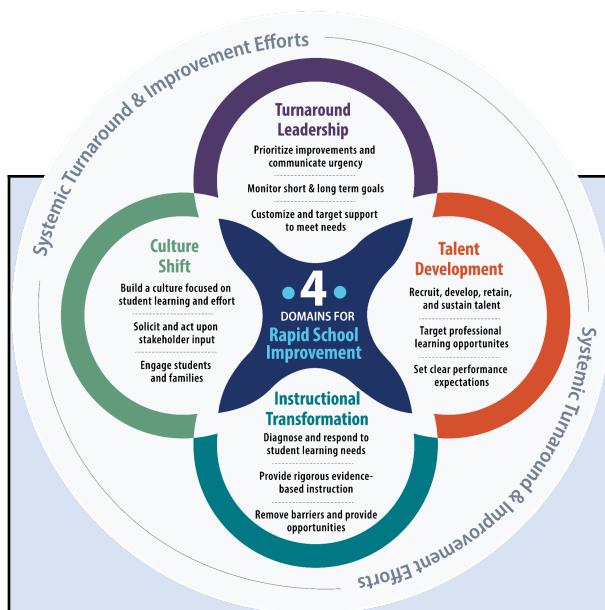 Systemic Turnaround & Improvement Efforts
Turnaround
Leadership
Prioritize improvements and
communicate urgency
Monitor short & long term goals
Customize and target support
to meet needs
Culture
Shift
Build a culture focused on
student learning and effort
Solicit and act upon
stakeholder input
Engage students
and families
4
DOMAINS FOR
Rapid School
Improvement
Talent
Development
Recruit, develop, retain,
and sustain talent
Target professional
learning opportunites
Set clear performance
expectations
Instructional
Transformation
Diagnose and respond to
student learning needs
Provide rigorous evidence-
based instruction
Remove barriers and provide
opportunities
Systemic Turnaround & Improvement Efforts